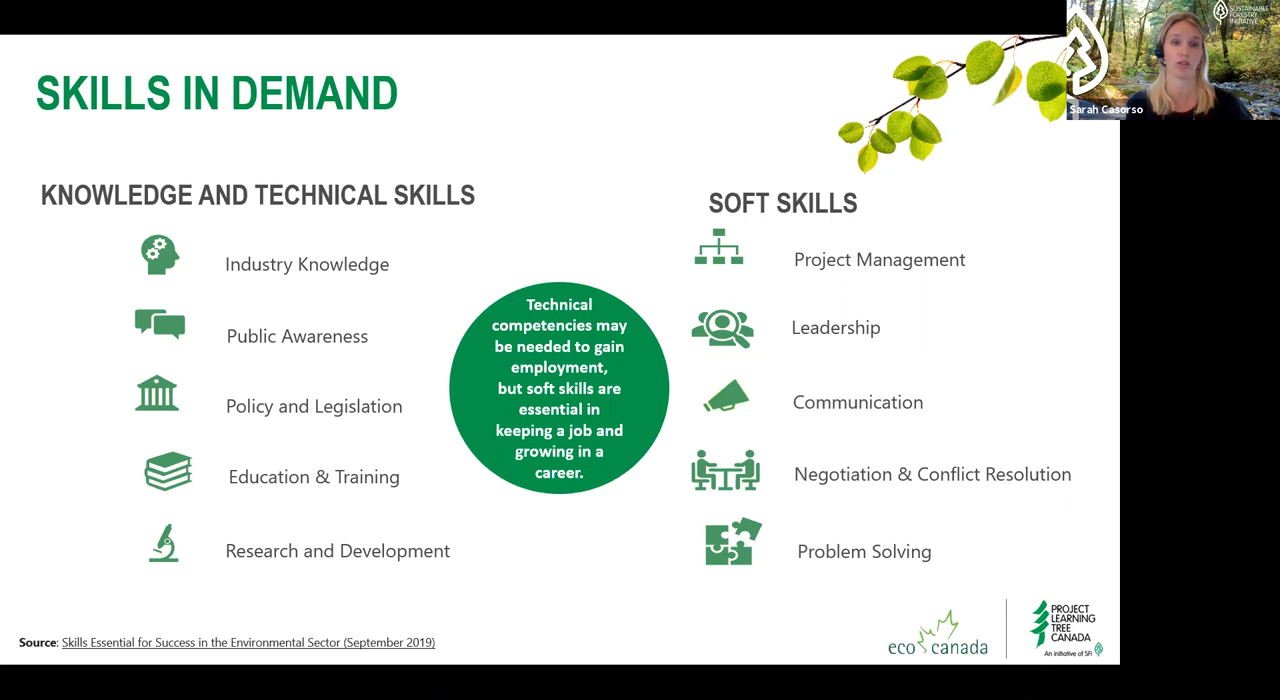 SUSTAINABLE
FORESTRY
INITIATIVE
Sarah Casorso
SKILLS IN DEMAND
KNOWLEDGE AND TECHNICAL SKILLS
Industry Knowledge
Public Awareness
Policy and Legislation
Education & Training
Research and Development
Technical
competencies may
be needed to gain
employment,
but soft skills are
essential in
keeping a job and
growing in a
career.
SOFT SKILLS
Project Management
Leadership
Communication
Negotiation & Conflict Resolution
Problem Solving
Source: Skills Essential for Success in the Environmental Sector (September 2019)
eco canada
PROJECT
LEARNING
TREE
CANADA
An initiative of SFI